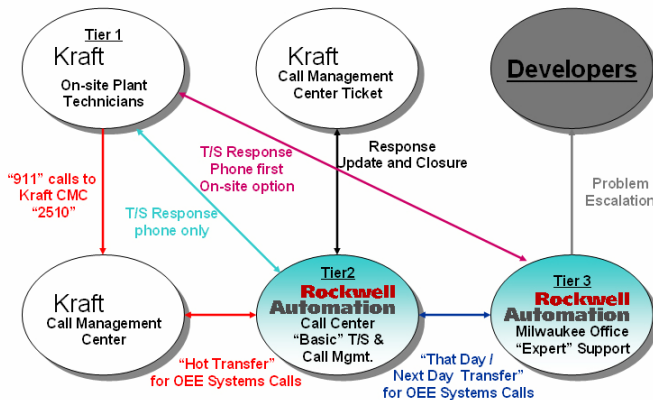 Tier 1
Kraft
On-site Plant
Technicians
Kraft
Call Management
Center Ticket
Developers
"911" calls to
Kraft CMC
"2510"
T/S Response
phone only
T/S Response
Phone first
On-site option
Response
Update and Closure
Problem
Escalation
Kraft
Call Management
Center
Tier2
Rockwell
Automation
Call Center
"Basic" T/S &
Call Mgmt.
Tier 3
Rockwell
Automation
Milwaukee Office
"Expert" Support
"Hot Transfer"
for OEE Systems Calls
"That Day /
Next Day Transfer"
for OEE Systems Calls